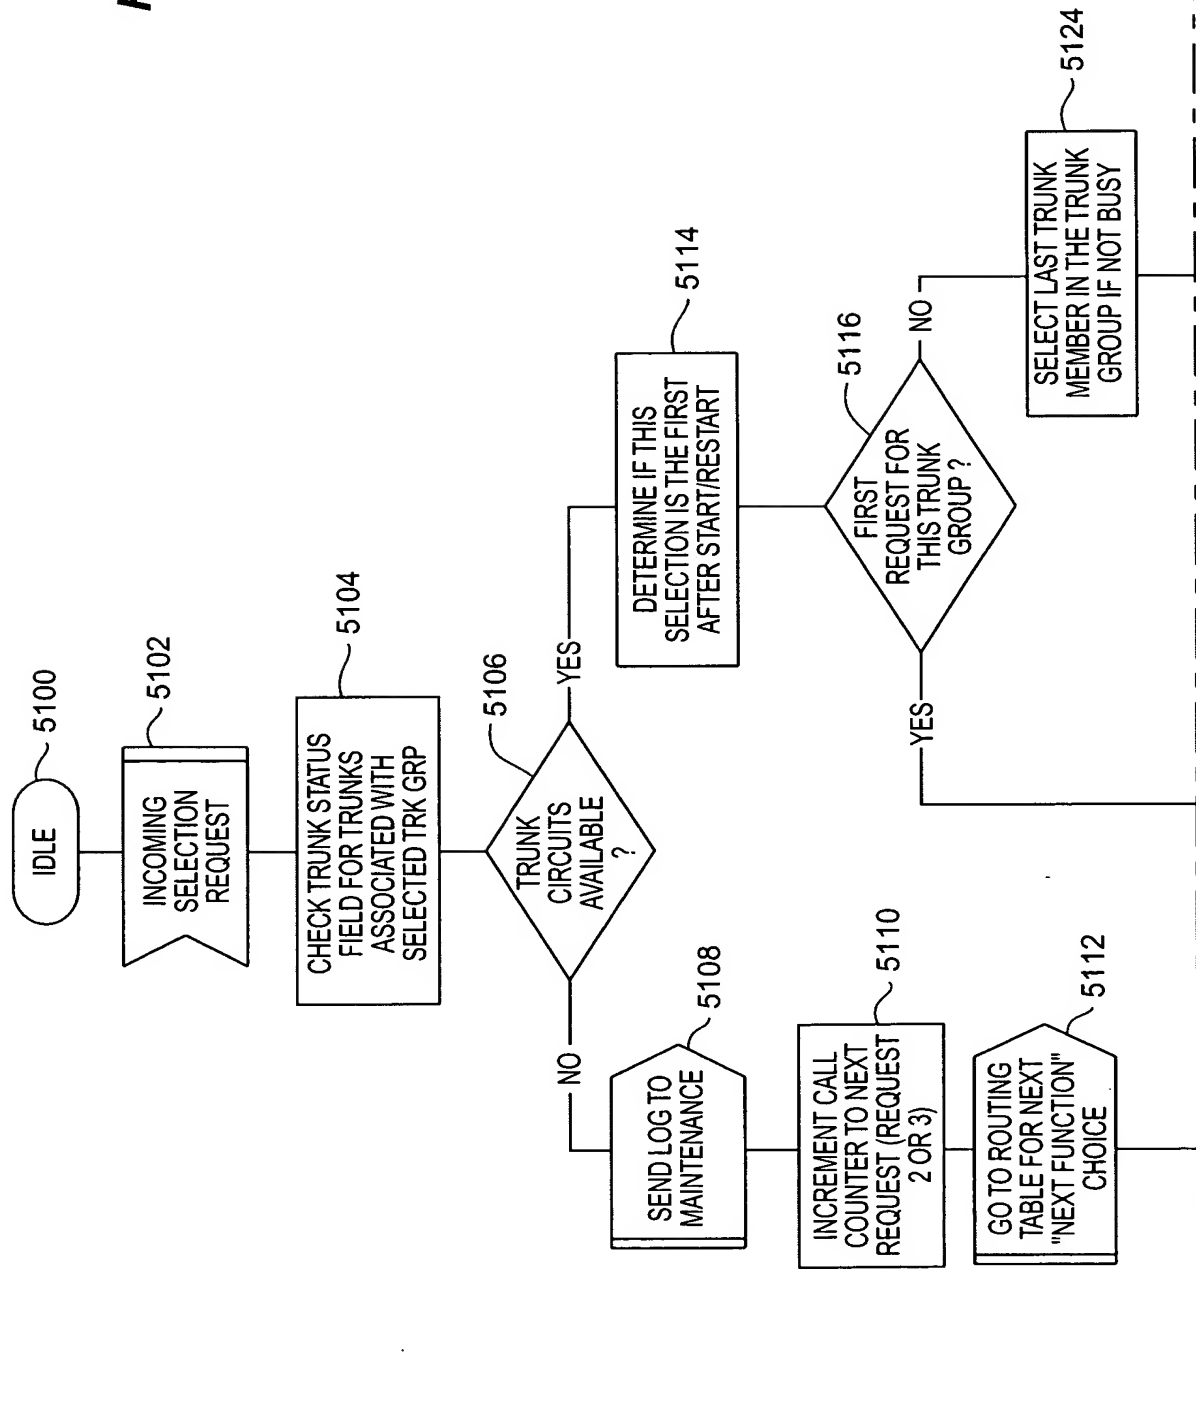 IDLE
5100
INCOMING
SELECTION
REQUEST
5102
CHECK TRUNK STATUS
FIELD FOR TRUNKS
ASSOCIATED WITH
SELECTED TRK GRP
5104
TRUNK
CIRCUITS
AVAILABLE
?
5106
NO
YES
SEND LOG TO
MAINTENANCE
5108
INCREMENT CALL
COUNTER TO NEXT
REQUEST (REQUEST
2 OR 3)
5110
GO TO ROUTING
TABLE FOR NEXT
"NEXT FUNCTION"
CHOICE
5112
DETERMINE IF THIS
SELECTION IS THE FIRST
AFTER START/RESTART
5114
FIRST
REQUEST FOR
THIS TRUNK
GROUP ?
5116
YES
NO
SELECT LAST TRUNK
MEMBER IN THE TRUNK
GROUP IF NOT BUSY
5124